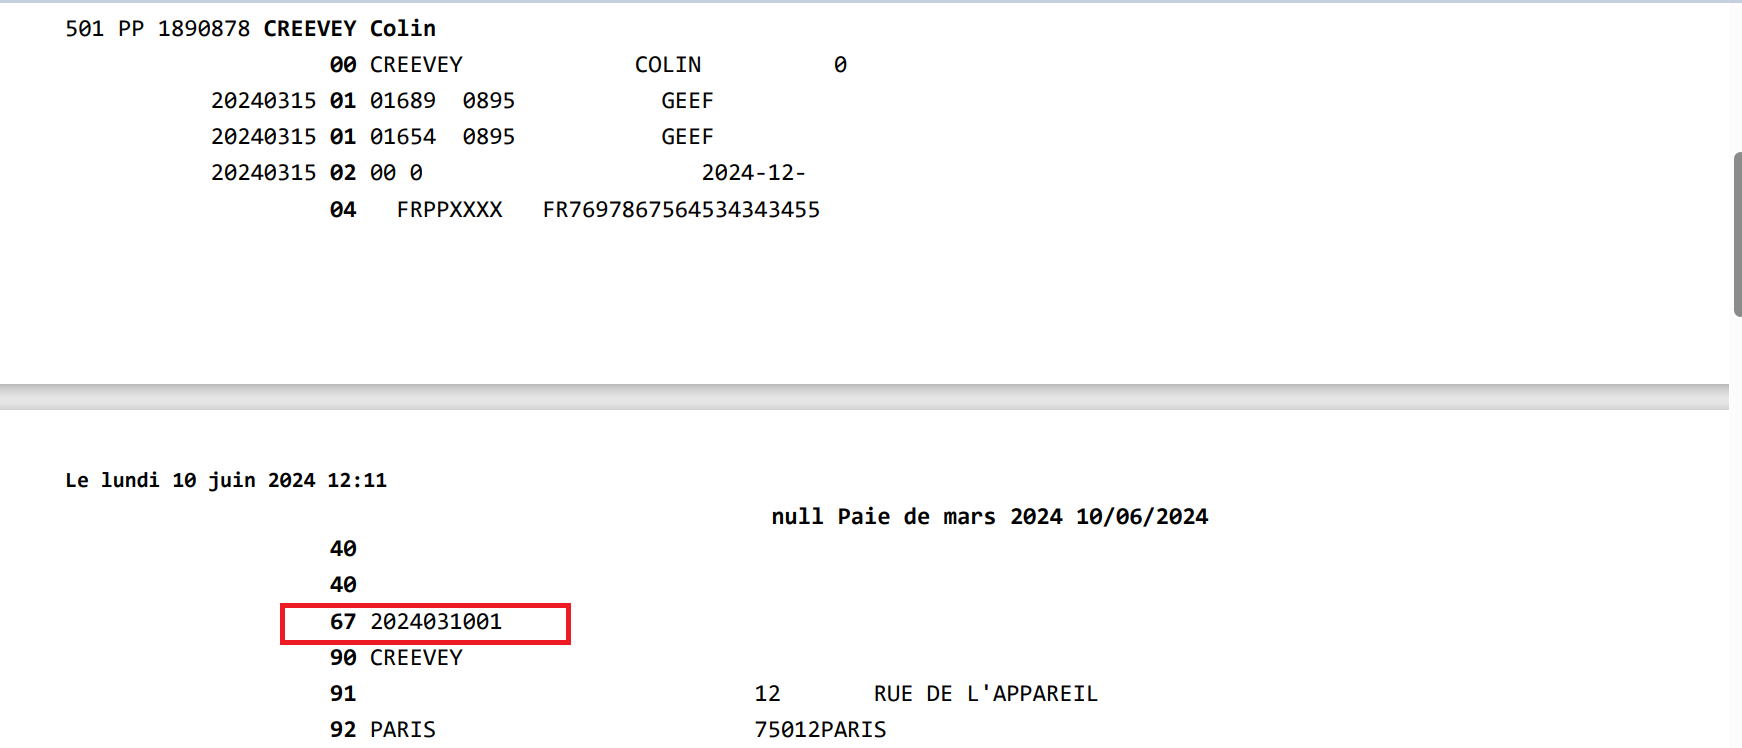 501 PP 1890878 CREEVEY Colin
00 CREEVEY COLIN 0
20240315 01 01689 0895 GEEF
20240315 01 01654 0895 GEEF
20240315 02 00 0 2024-12-
04 FRPPXXXX FR7697867564534343455
Le lundi 10 juin 2024 12:11
null Paie de mars 2024 10/06/2024
40
40
67 2024031001
90 CREEVEY
91 12 RUE DE L'APPAREIL
92 PARIS 75012PARIS